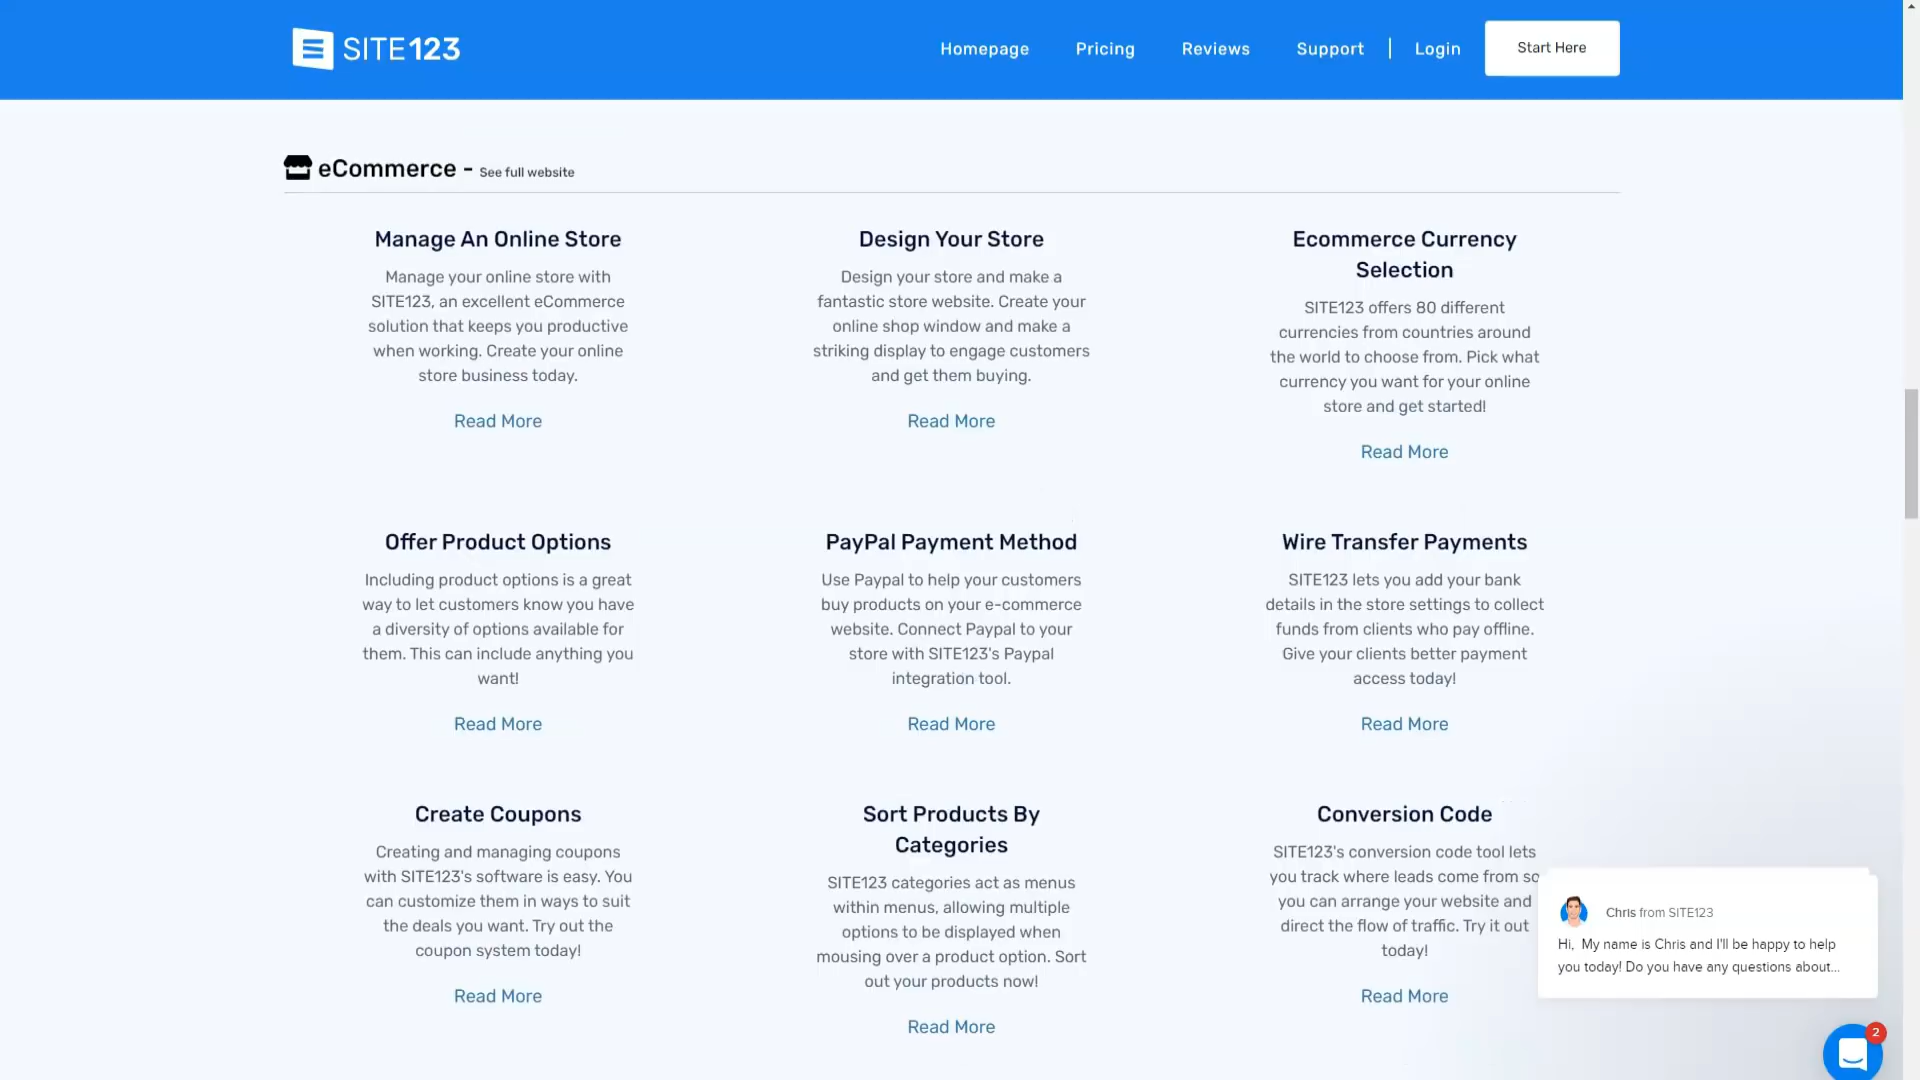 SITE123
Homepage
Pricing
Reviews
Support
Login
Start Here
eCommerce - See full website
Manage An Online Store
Manage your online store with
SITE123, an excellent eCommerce
solution that keeps you productive
when working. Create your online
store business today.
Read More
Design Your Store
Design your store and make a
fantastic store website. Create your
online shop window and make a
striking display to engage customers
and get them buying.
Read More
Ecommerce Currency
Selection
SITE123 offers 80 different
currencies from countries around
the world to choose from. Pick what
currency you want for your online
store and get started!
Read More
Offer Product Options
Including product options is a great
way to let customers know you have
a diversity of options available for
them. This can include anything you
want!
Read More
PayPal Payment Method
Use Paypal to help your customers
buy products on your e-commerce
website. Connect Paypal to your
store with SITE123's Paypal
integration tool.
Read More
Wire Transfer Payments
SITE123 lets you add your bank
details in the store settings to collect
funds from clients who pay offline.
Give your clients better payment
access today!
Read More
Create Coupons
Creating and managing coupons
with SITE123's software is easy. You
can customize them in ways to suit
the deals you want. Try out the
coupon system today!
Read More
Sort Products By
Categories
SITE123 categories act as menus
within menus, allowing multiple
options to be displayed when
mousing over a product option. Sort
out your products now!
Read More
Conversion Code
SITE123's conversion code tool lets
you track where leads come from so
you can arrange your website and
direct the flow of traffic. Try it out
today!
Read More
Chris from SITE123
Hi, My name is Chris and I'll be happy to help
you today! Do you have any questions about...
2